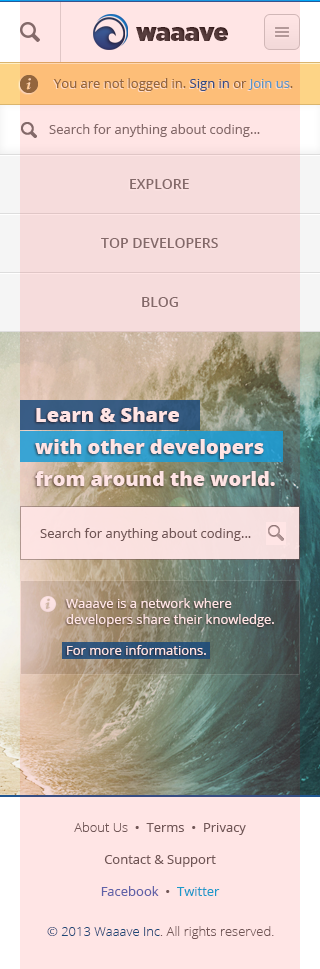 waaave
You are not logged in. Sign in or Join us.
Search for anything about coding...
EXPLORE
TOP DEVELOPERS
BLOG
Learn & Share
with other developers
from around the world.
Search for anything about coding...
Waaave is a network where
developers share their knowledge.
For more informations.
About Us • Terms • Privacy
Contact & Support
Facebook • Twitter
© 2013 Waaave Inc. All rights reserved.